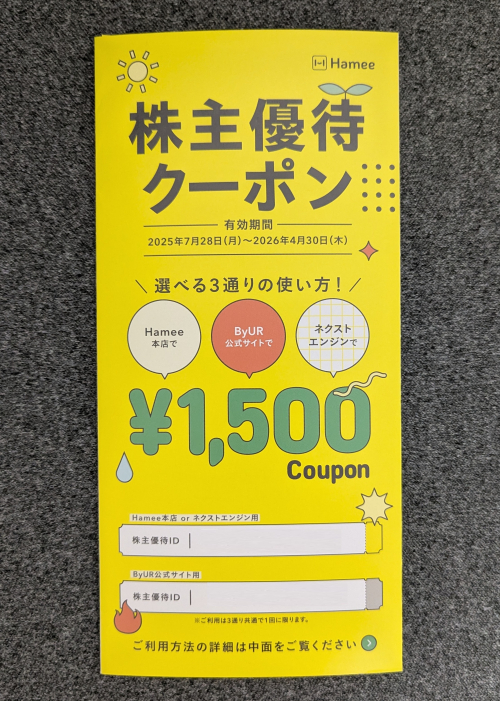 Hamee
株主優待
クーポン
有効期間
2025年7月28日(月)~2026年4月30日(木)
\ 選べる3通りの使い方! /
Hamee
本店で
ByUR
公式サイトで
ネクスト
エンジンで
¥1,500
Coupon
Hamee本店 or ネクストエンジン用
株主優待ID
ByUR公式サイト用
株主優待ID
※ご利用は3通り共通で1回に限ります。
ご利用方法の詳細は中面をご覧ください